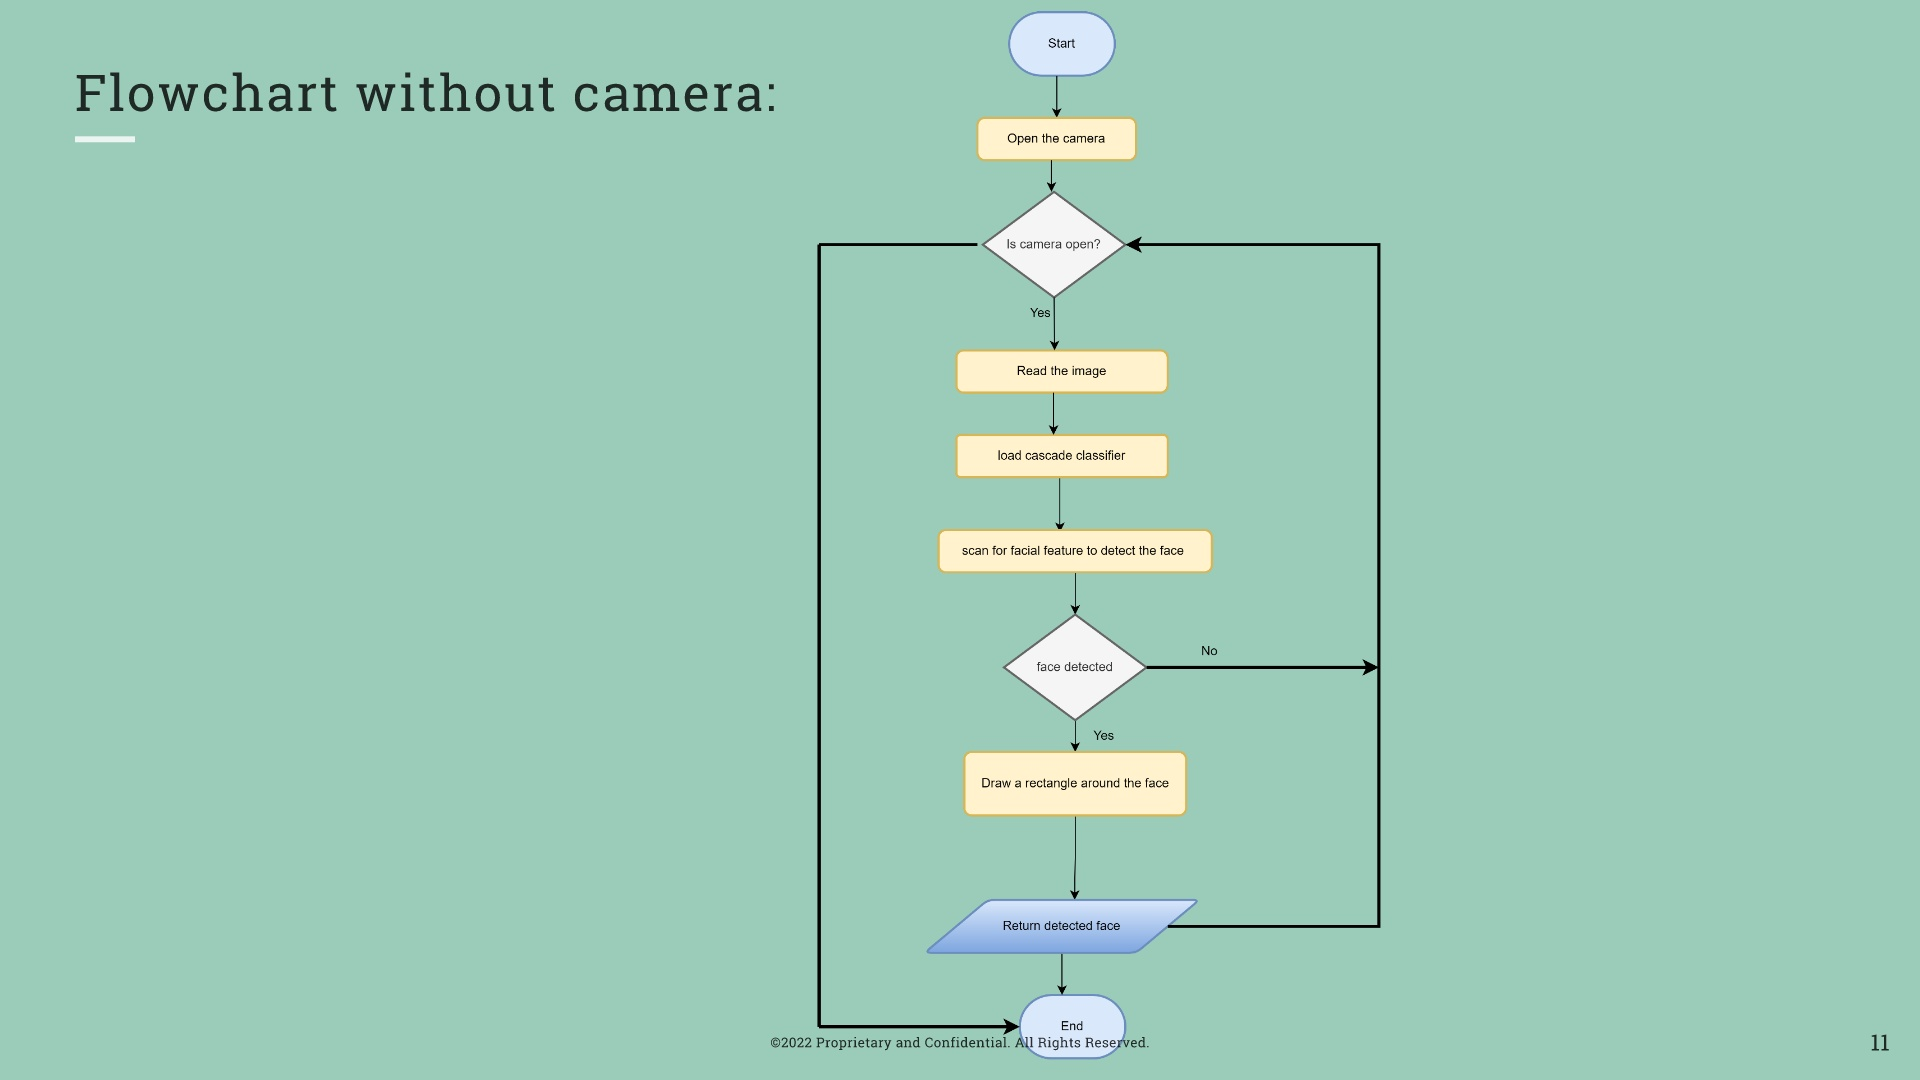 Flowchart without camera:
Start
Open the camera
Is camera open?
Yes
Read the image
load cascade classifier
scan for facial feature to detect the face
face detected
No
Yes
Draw a rectangle around the face
Return detected face
End
©2022 Proprietary and Confidential. All Rights Reserved.
11